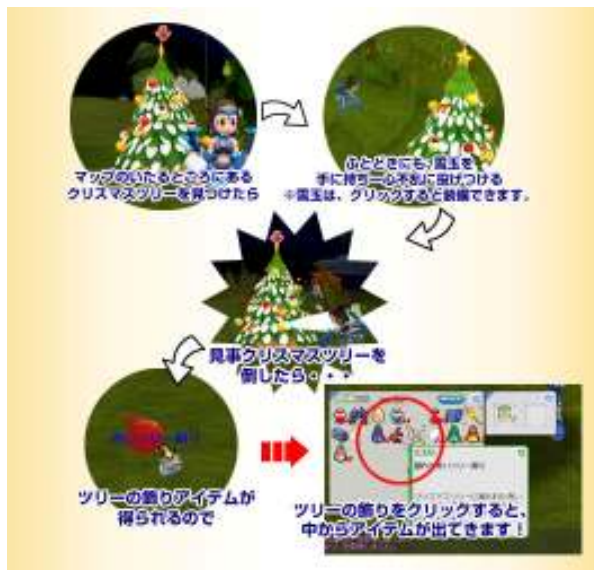 マップのいたるところにある
クリスマスツリーを見つけたら
ふとときにも、雪玉を
手に持ち一心不乱に投げつける
※雪玉は、クリックすると装備できます。
見事クリスマスツリーを
倒したら・・・
ツリーの飾りアイテムが
得られるので
ツリーの飾りをクリックすると、
中からアイテムが出てきます！